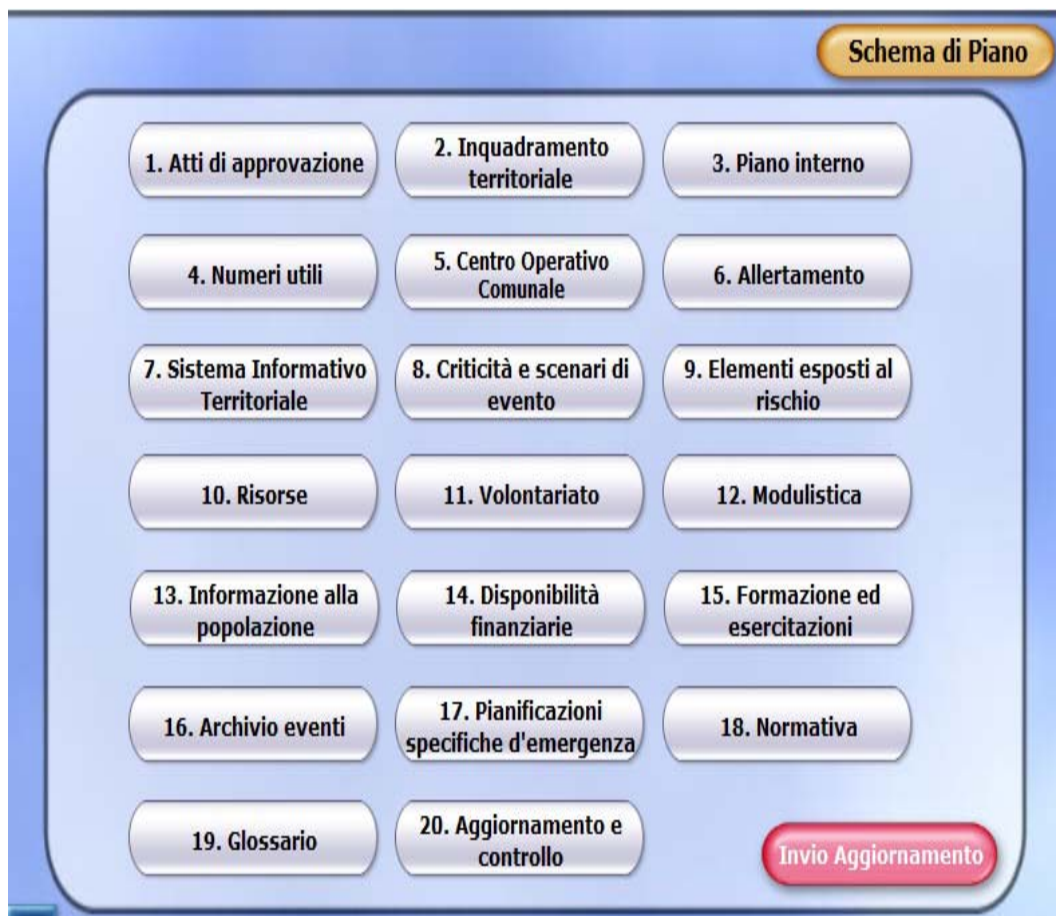 Schema di Piano
1. Atti di approvazione
2. Inquadramento
territoriale
3. Piano interno
4. Numeri utili
5. Centro Operativo
Comunale
6. Allertamento
7. Sistema Informativo
Territoriale
8. Criticità e scenari di
evento
9. Elementi esposti al
rischio
10. Risorse
11. Volontariato
12. Modulistica
13. Informazione alla
popolazione
14. Disponibilità
finanziarie
15. Formazione ed
esercitazioni
16. Archivio eventi
17. Pianificazioni
specifiche d'emergenza
18. Normativa
19. Glossario
20. Aggiornamento e
controllo
Invio Aggiornamento